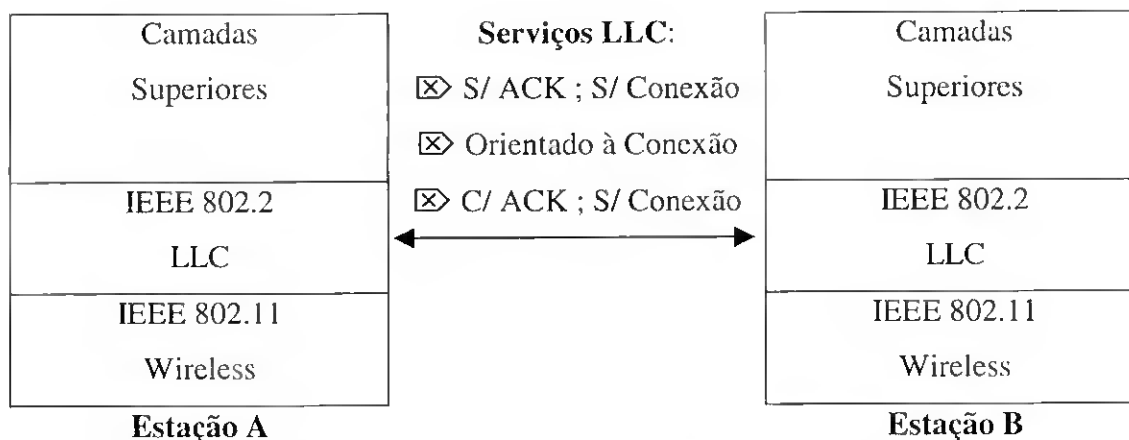 Camadas
Superiores
IEEE 802.2
LLC
IEEE 802.11
Wireless
Estação A
Serviços LLC:
S/ ACK ; S/ Conexão
Orientado à Conexão
C/ ACK ; S/ Conexão
Camadas
Superiores
IEEE 802.2
LLC
IEEE 802.11
Wireless
Estação B